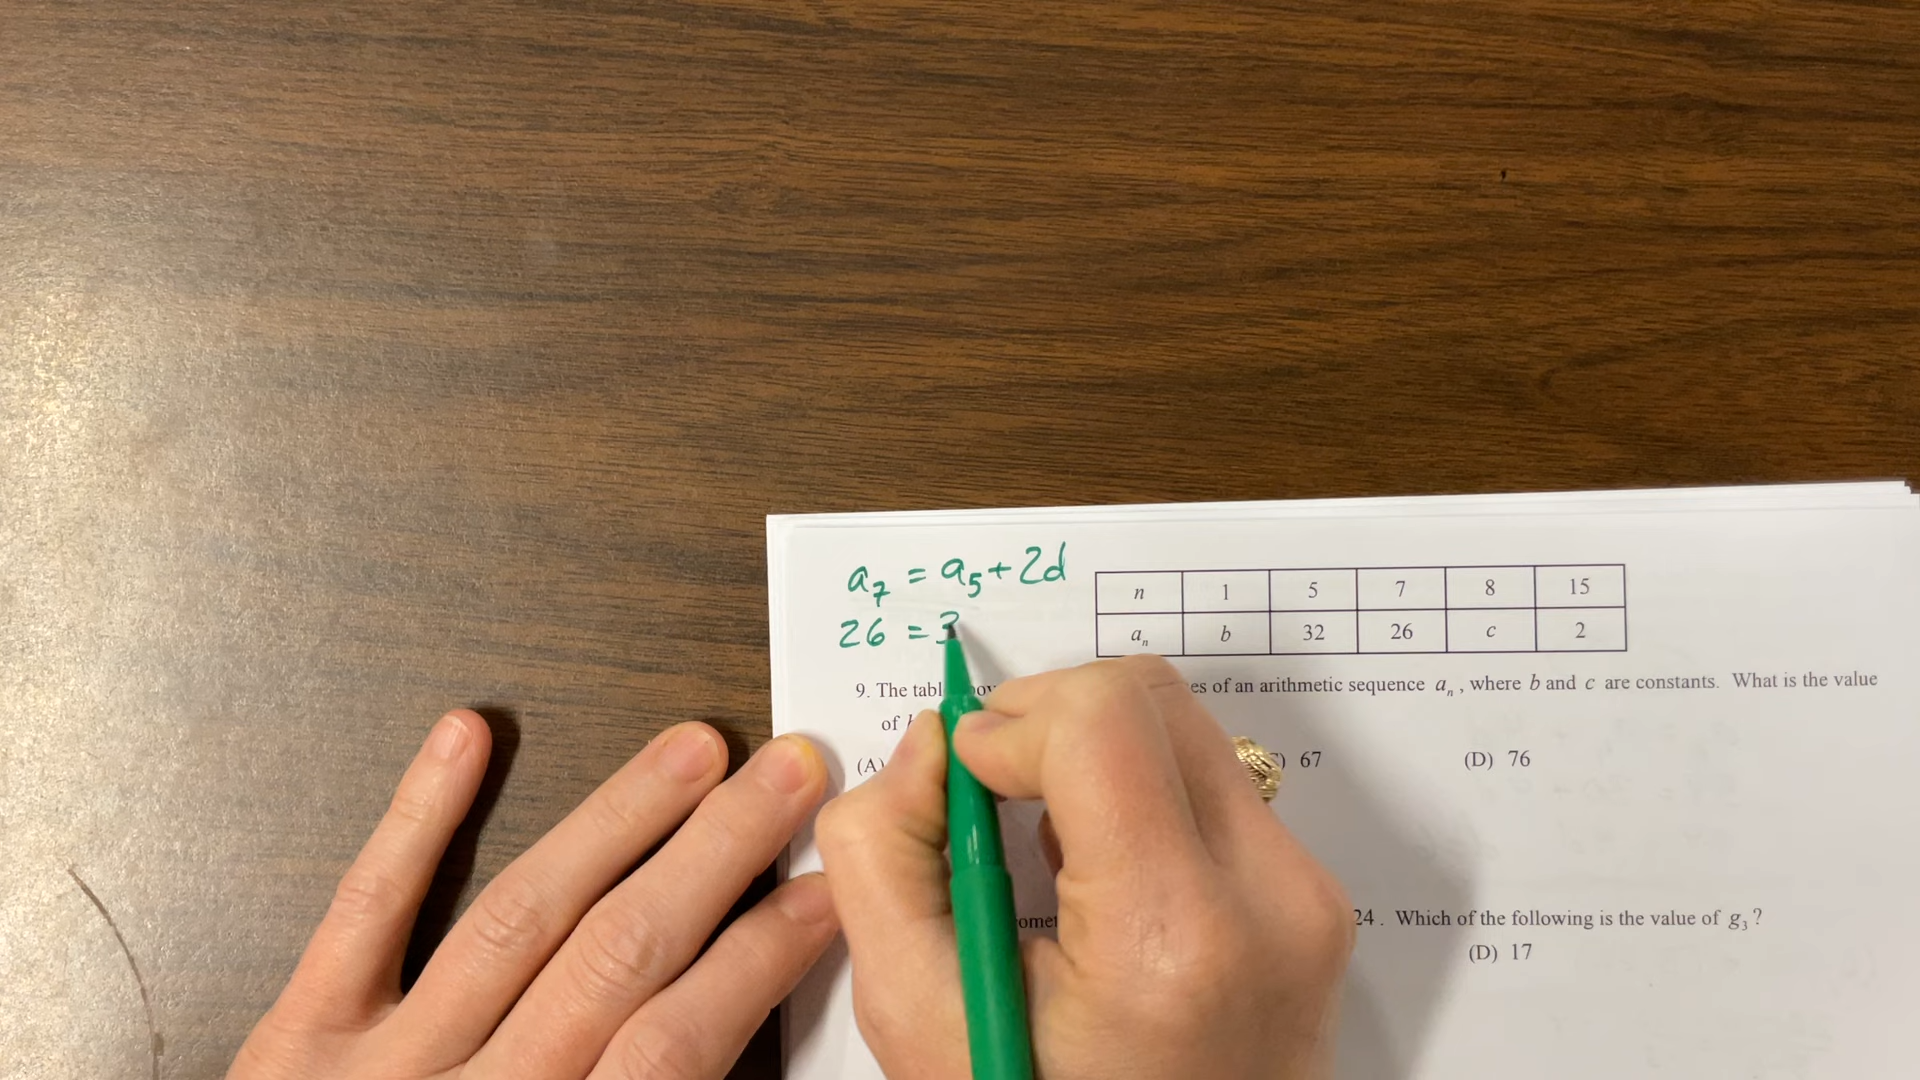 a₇ = a₅ + 2d
26 = 3
n 1 5 7 8 15
aₙ b 32 26 c 2
9. The es of an arithmetic sequence aₙ, where b and c are constants. What is the value
of
(A) 67 (D) 76
24. Which of the following is the value of g₃?
(D) 17